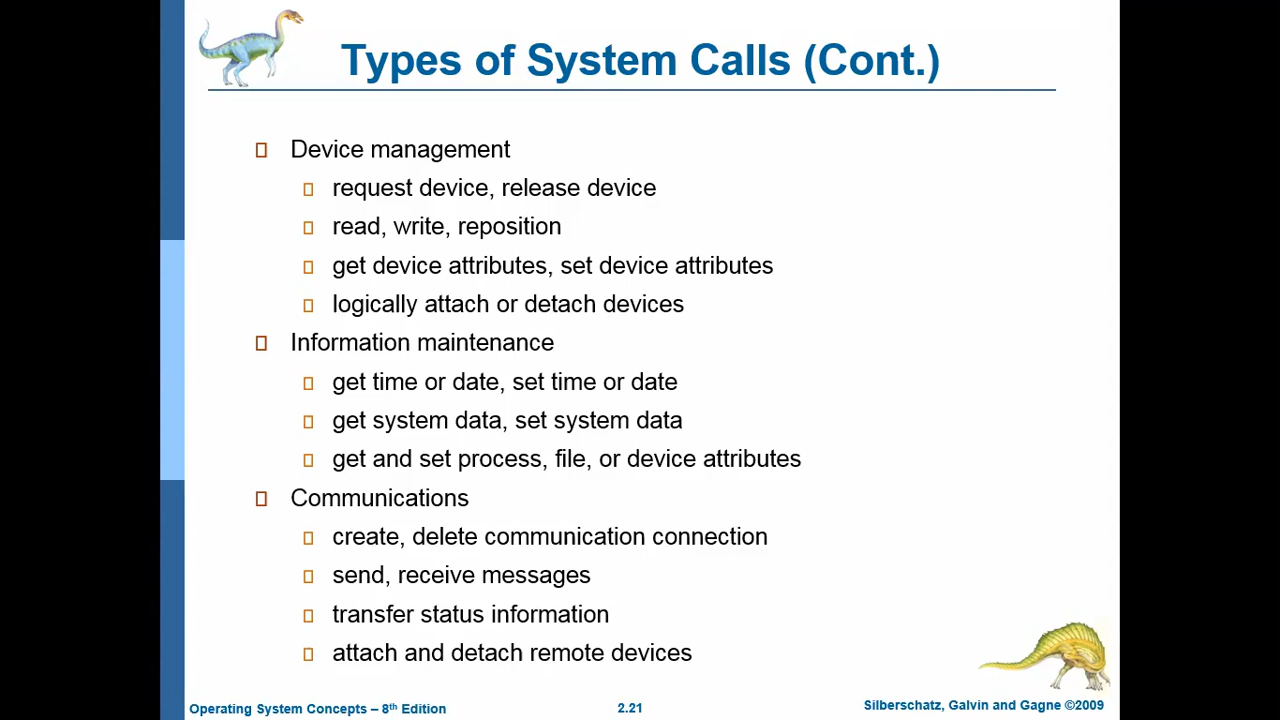 Types of System Calls (Cont.)
Device management
request device, release device
read, write, reposition
get device attributes, set device attributes
logically attach or detach devices
Information maintenance
get time or date, set time or date
get system data, set system data
get and set process, file, or device attributes
Communications
create, delete communication connection
send, receive messages
transfer status information
attach and detach remote devices
Operating System Concepts – 8th Edition
2.21
Silberschatz, Galvin and Gagne ©2009